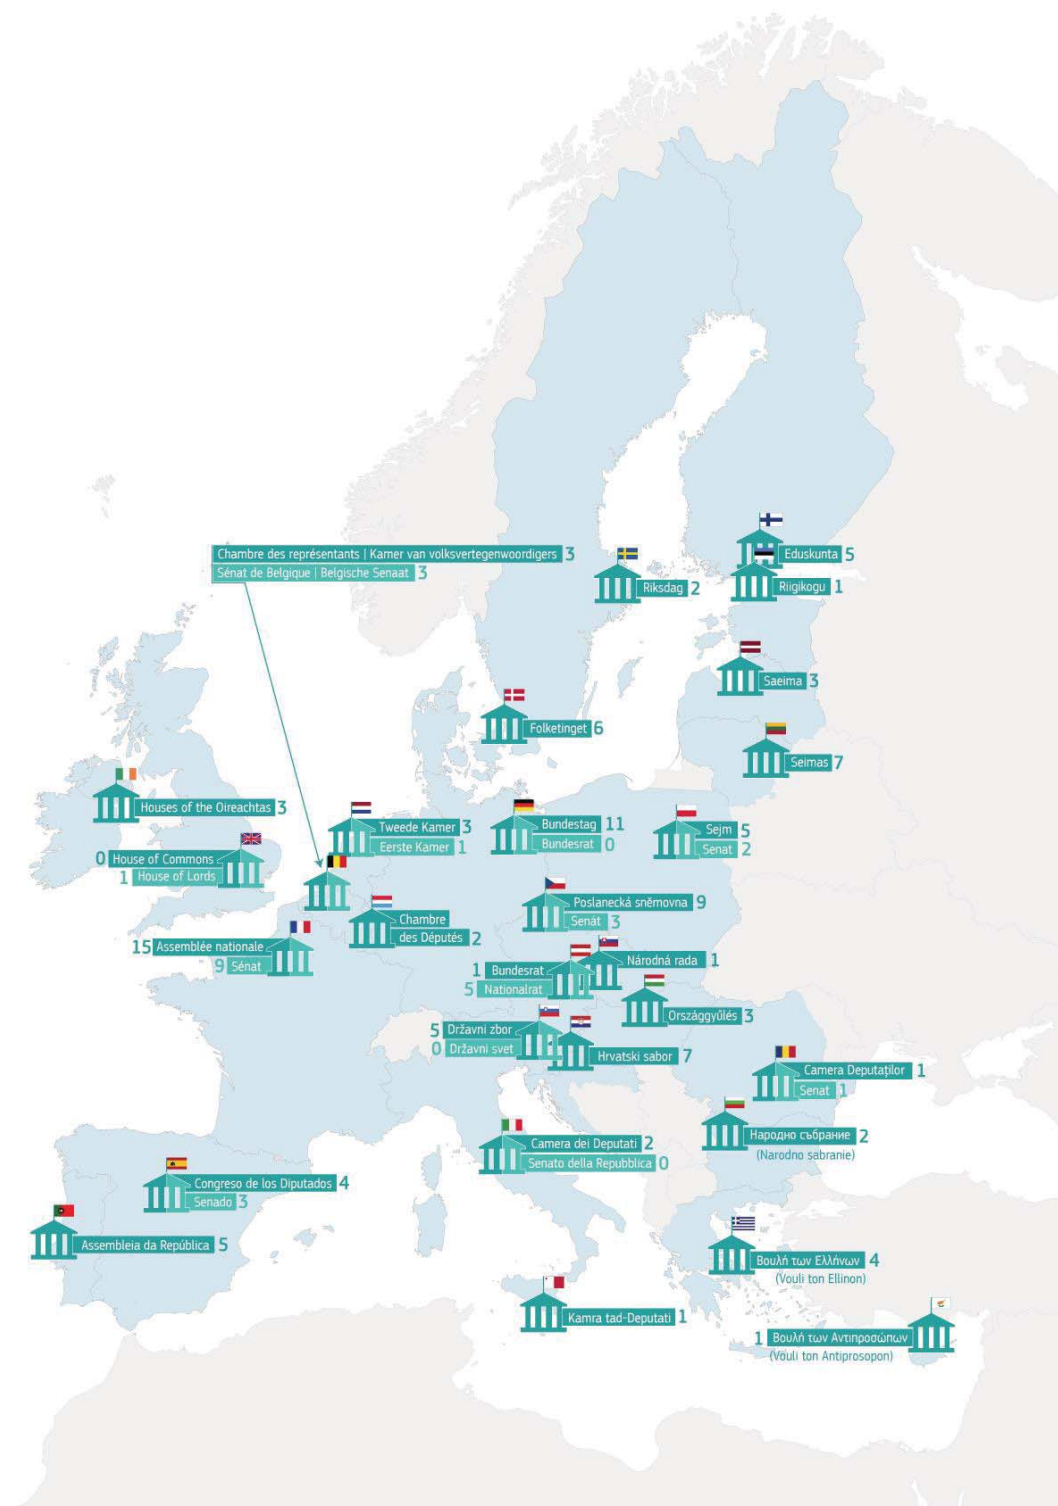 Eduskunta 5
Chambre des représentants | Kamer van volksvertegenwoordigers 3
Sénat de Belgique | Belgische Senaat 3
Riksdag 2
Riigikogu 1
Saeima 3
Folketinget 6
Seimas 7
Houses of the Oireachtas 3
Tweede Kamer 3
Eerste Kamer 1
Bundestag 11
Bundesrat 0
Sejm 5
Senat 2
0 House of Commons
1 House of Lords
Poslanecká sněmovna 9
Senát 3
Chambre
des Députés 2
15 Assemblée nationale
9 Sénat
Národná rada 1
1 Bundesrat
5 Nationalrat
Országgyűlés 3
5 Državni zbor
0 Državni svet
Hrvatski sabor 7
Camera Deputaților 1
Senat 1
Народно събрание 2
(Narodno sabranie)
Camera dei Deputati 2
Senato della Repubblica 0
Congreso de los Diputados 4
Senado 3
Assembleia da República 5
Βουλή των Ελλήνων 4
(Vouli ton Ellinon)
Kamra tad-Deputati 1
1 Βουλή των Αντιπροσώπων
(Vouli ton Antiprosopon)